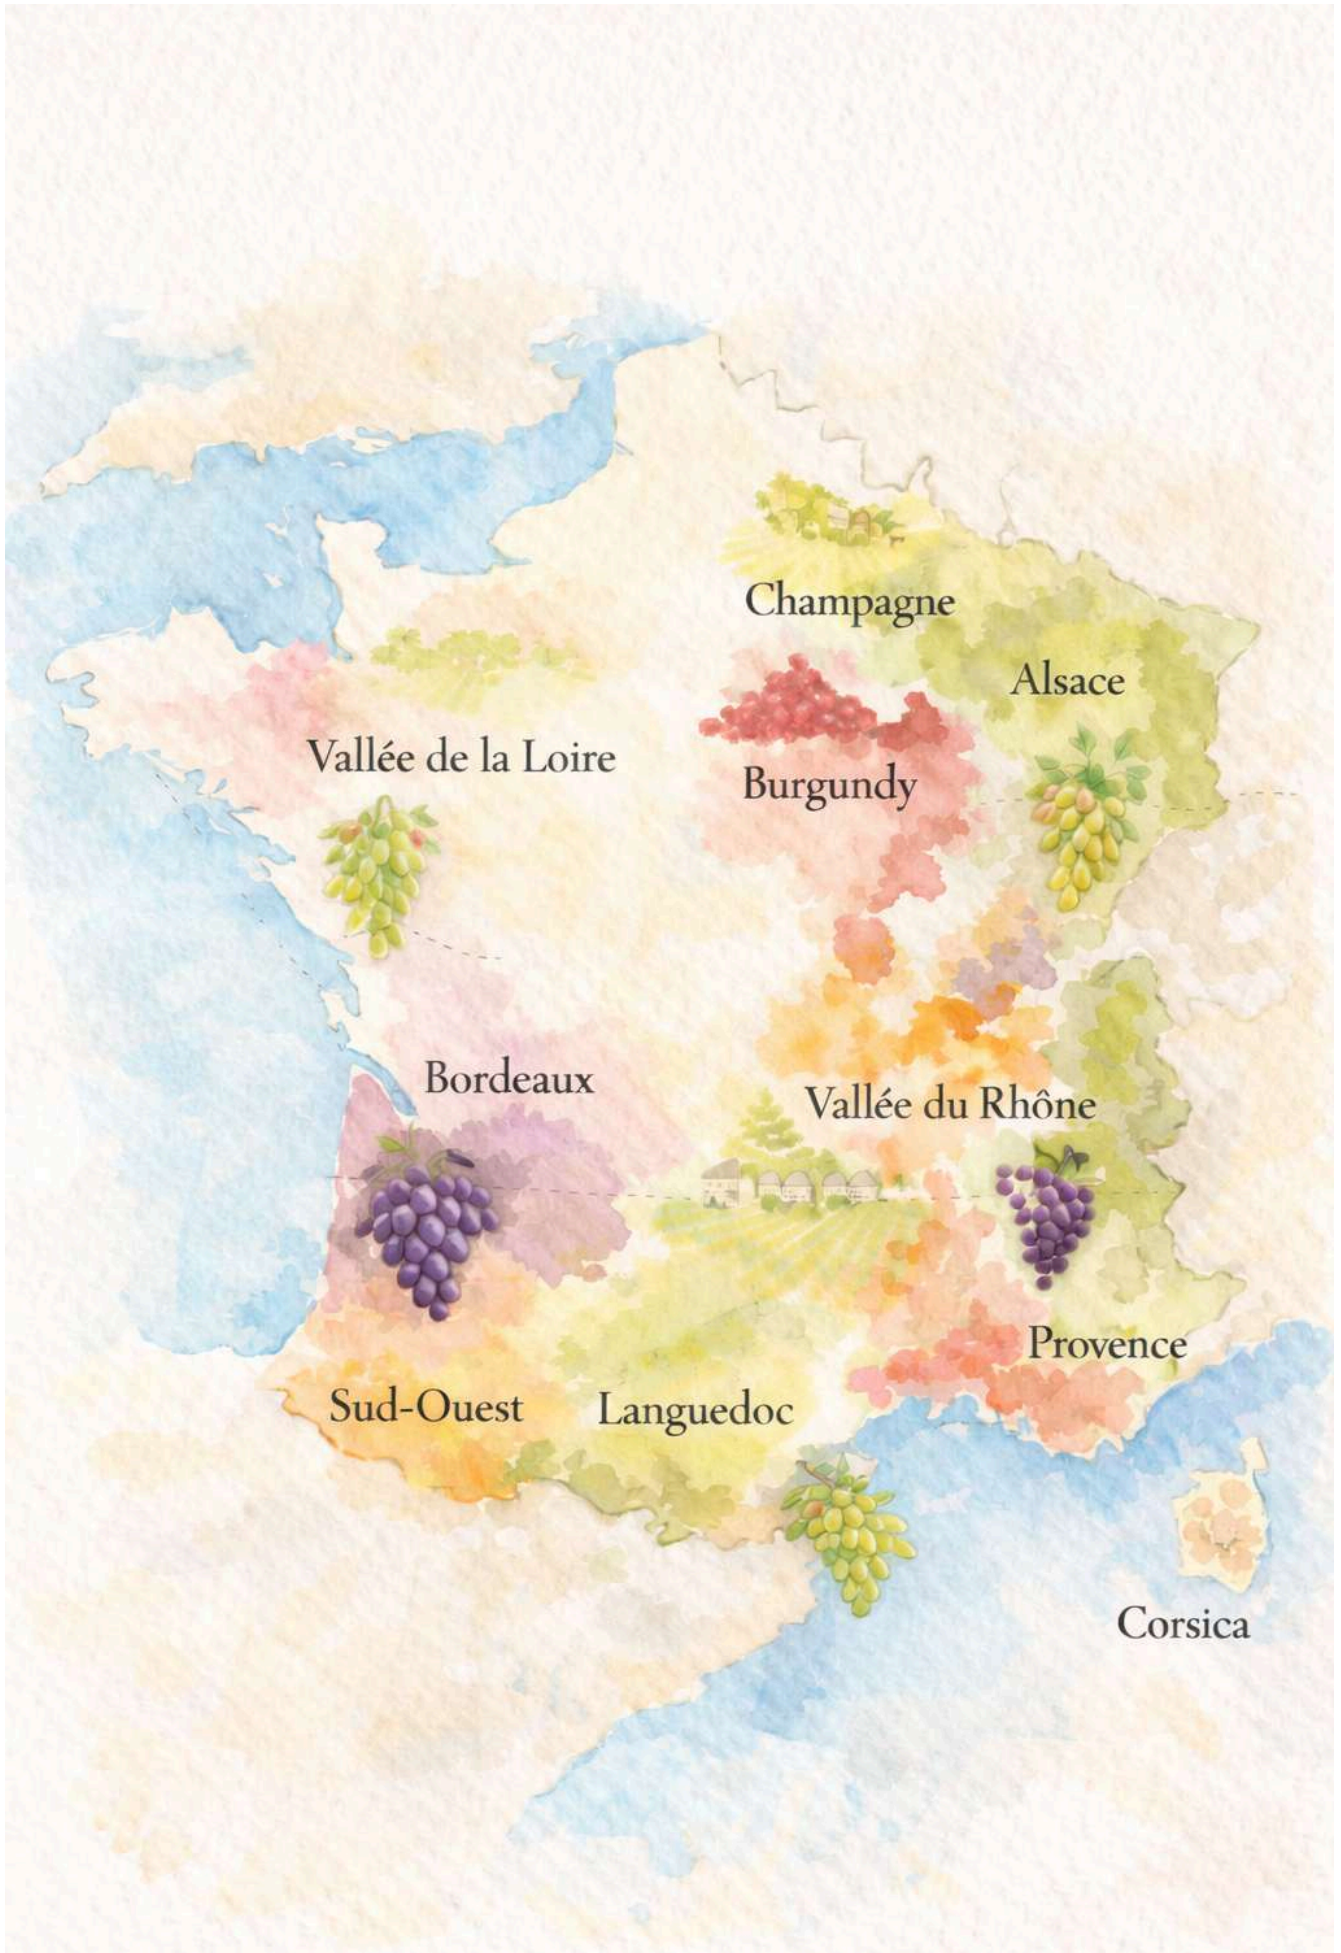 Champagne
Alsace
Vallée de la Loire
Burgundy
Bordeaux
Vallée du Rhône
Provence
Sud-Ouest
Languedoc
Corsica